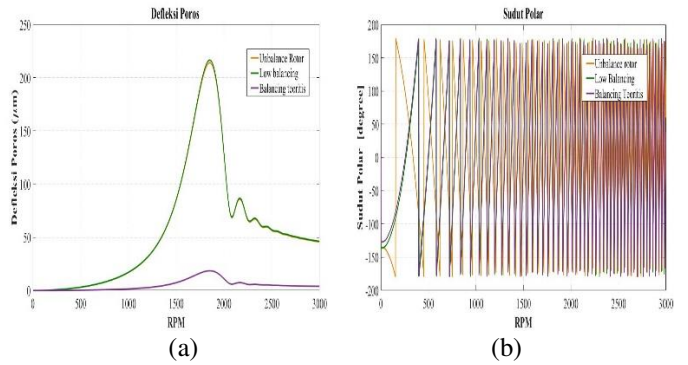 Defleksi Poros
Defleksi Poros (μm)
250
200
150
100
50
0
Unbalance Rotor
Low balancing
Balancing Teoritis
0
500
1000
1500
2000
2500
3000
RPM
(a)
Sudut Polar
Sudut Polar [degree]
200
150
100
50
0
-50
-100
-150
-200
Unbalance rotor
Low Balancing
Balancing Teoritis
0
500
1000
1500
2000
2500
3000
RPM
(b)